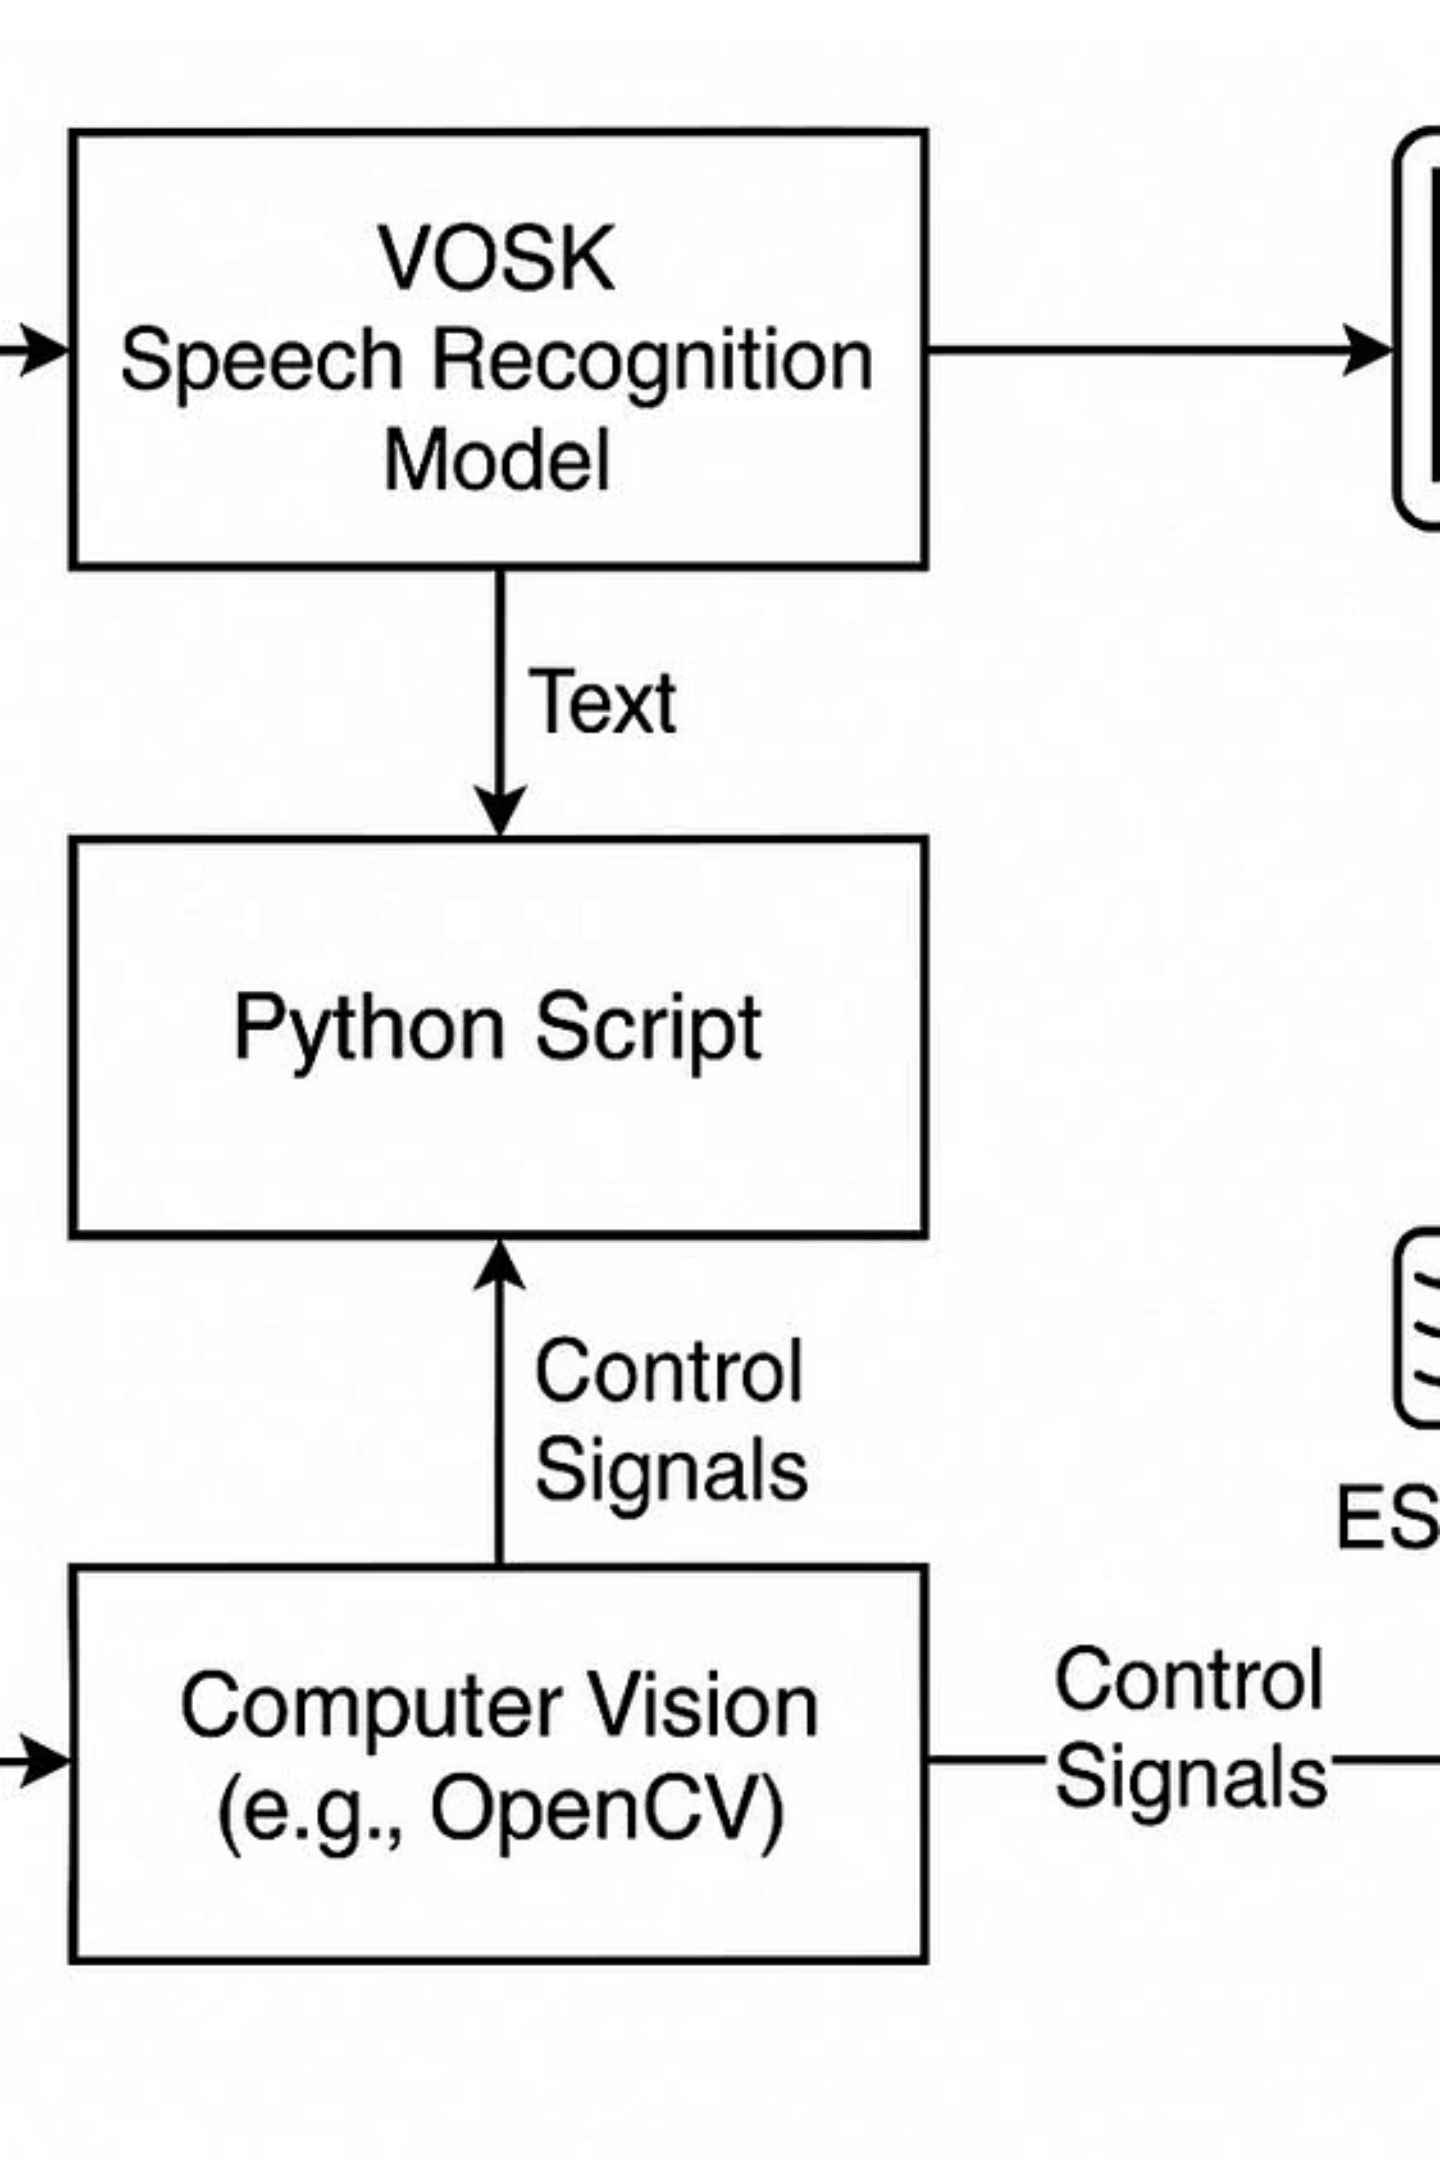 VOSK
Speech Recognition
Model
Text
Python Script
Control
Signals
ES
Computer Vision
(e.g., OpenCV)
Control
Signals